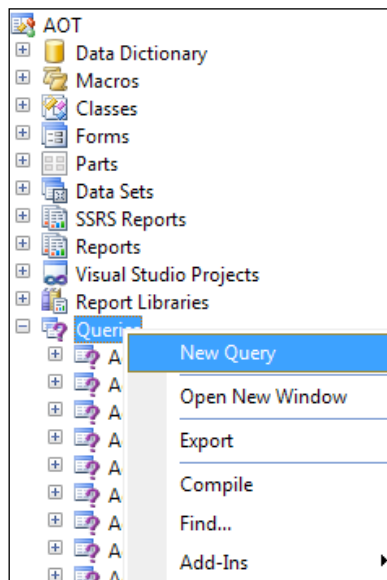 AOT
Data Dictionary
Macros
Classes
Forms
Parts
Data Sets
SSRS Reports
Reports
Visual Studio Projects
Report Libraries
Queries
New Query
A
A
Open New Window
A
A
Export
A
Compile
A
Find...
A
Add-Ins
A